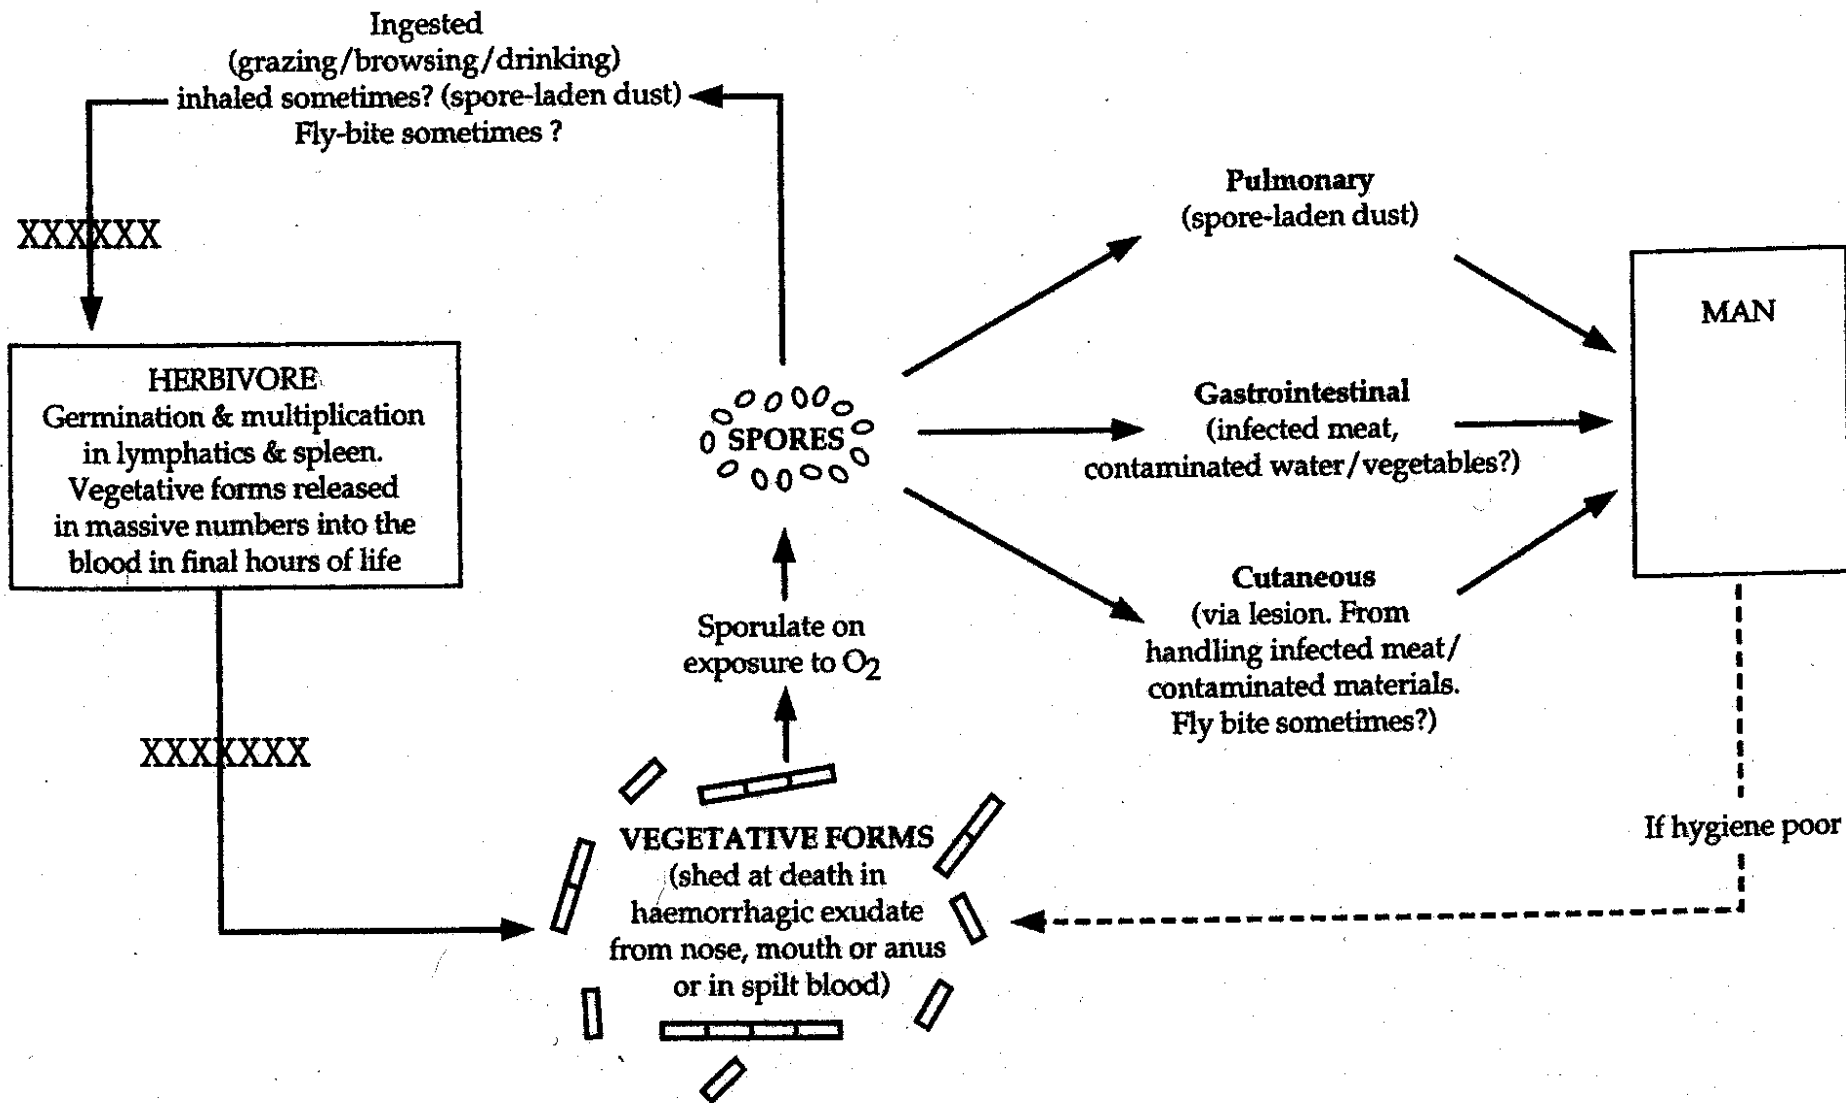 Ingested
(grazing/browsing/drinking)
inhaled sometimes? (spore-laden dust)
Fly-bite sometimes ?
XXXXXX
HERBIVORE
Germination & multiplication
in lymphatics & spleen.
Vegetative forms released
in massive numbers into the
blood in final hours of life
XXXXXXX
SPORES
Sporulate on
exposure to O2
VEGETATIVE FORMS
(shed at death in
haemorrhagic exudate
from nose, mouth or anus
or in spilt blood)
Pulmonary
(spore-laden dust)
Gastrointestinal
(infected meat,
contaminated water/vegetables?)
Cutaneous
(via lesion. From
handling infected meat/
contaminated materials.
Fly bite sometimes?)
MAN
If hygiene poor